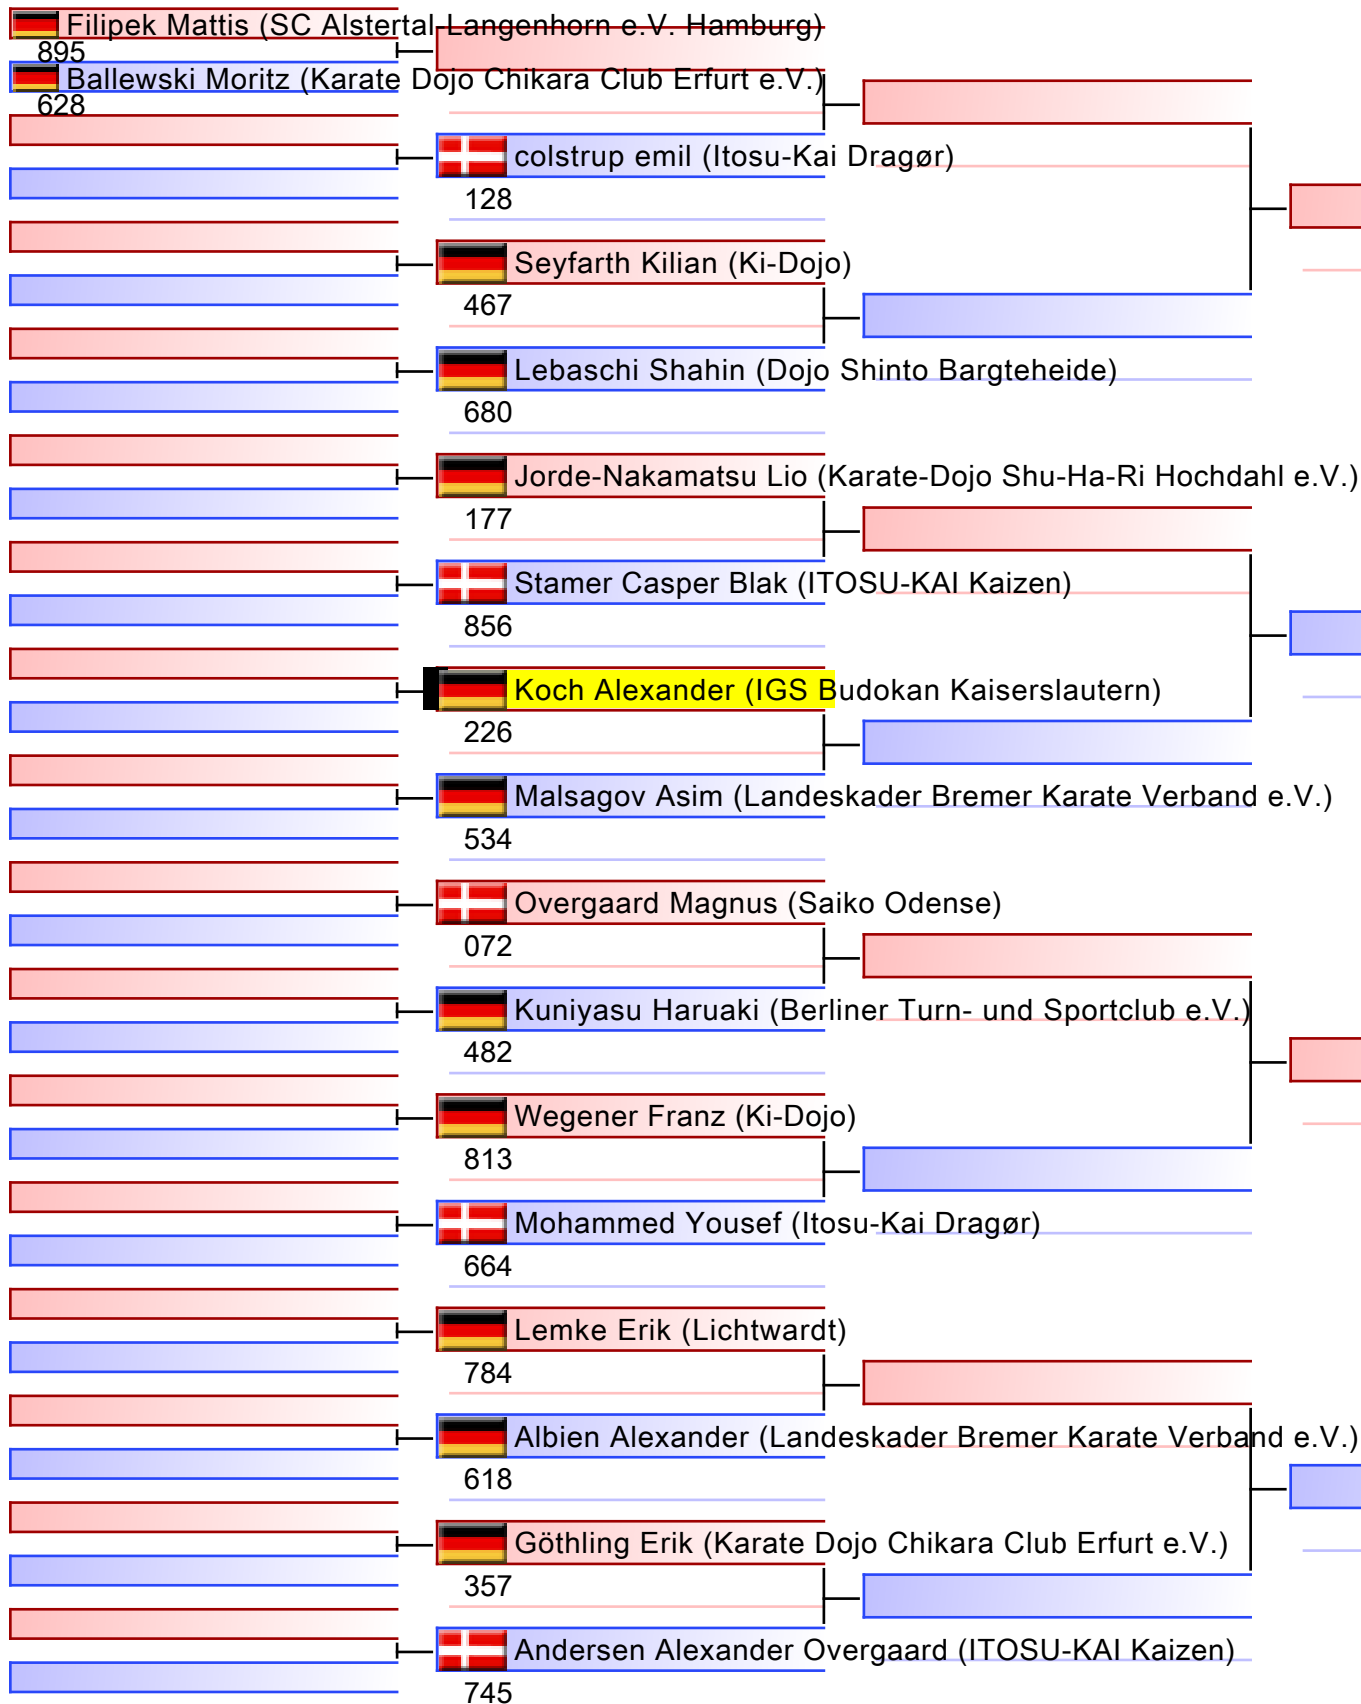 Filipek Mattis (SC Alstertal-Langenhorn e.V. Hamburg)
895
Ballewski Moritz (Karate Dojo Chikara Club Erfurt e.V.)
628
colstrup emil (Itosu-Kai Dragør)
128
Seyfarth Kilian (Ki-Dojo)
467
Lebaschi Shahin (Dojo Shinto Bargteheide)
680
Jorde-Nakamatsu Lio (Karate-Dojo Shu-Ha-Ri Hochdahl e.V.)
177
Stamer Casper Blak (ITOSU-KAI Kaizen)
856
Koch Alexander (IGS Budokan Kaiserslautern)
226
Malsagov Asim (Landeskader Bremer Karate Verband e.V.)
534
Overgaard Magnus (Saiko Odense)
072
Kuniyasu Haruaki (Berliner Turn- und Sportclub e.V.)
482
Wegener Franz (Ki-Dojo)
813
Mohammed Yousef (Itosu-Kai Dragør)
664
Lemke Erik (Lichtwardt)
784
Albien Alexander (Landeskader Bremer Karate Verband e.V.)
618
Göthling Erik (Karate Dojo Chikara Club Erfurt e.V.)
357
Andersen Alexander Overgaard (ITOSU-KAI Kaizen)
745